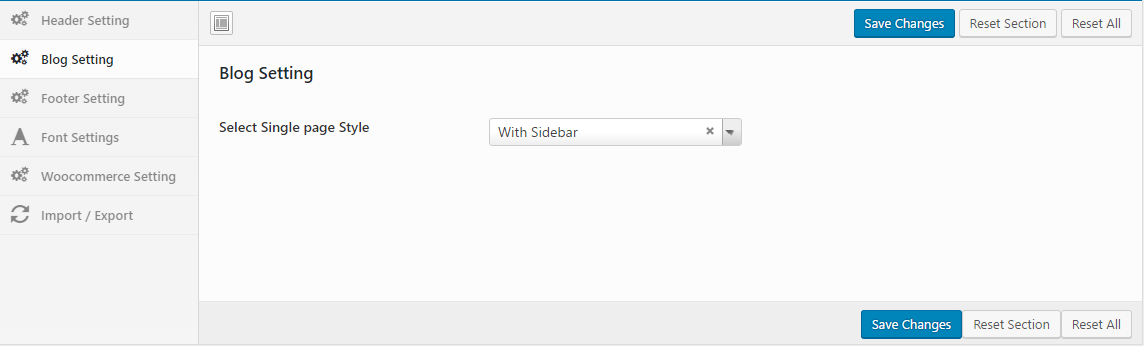 Header Setting
Blog Setting
Footer Setting
Font Settings
Woocommerce Setting
Import / Export
Save Changes Reset Section Reset All
Blog Setting
Select Single page Style With Sidebar
Save Changes Reset Section Reset All